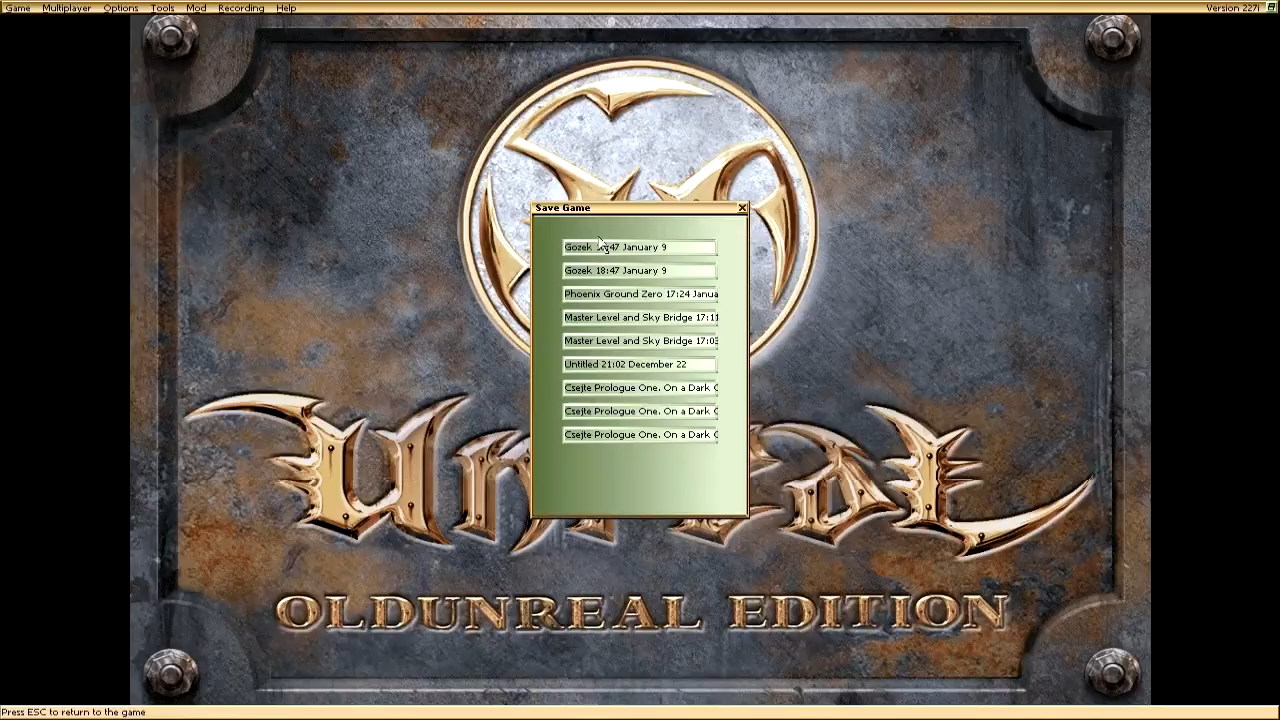 Game Multiplayer Options Tools Mod Recording Help Version 227i
Save Game
Gozek :47 January 9
Gozek 18:47 January 9
Phoenix Ground Zero 17:24 Janua
Master Level and Sky Bridge 17:11
Master Level and Sky Bridge 17:03
Untitled 21:02 December 22
Csejte Prologue One. On a Dark
Csejte Prologue One. On a Dark
Csejte Prologue One. On a Dark
Unreal
OLDUNREAL EDITION
Press ESC to return to the game